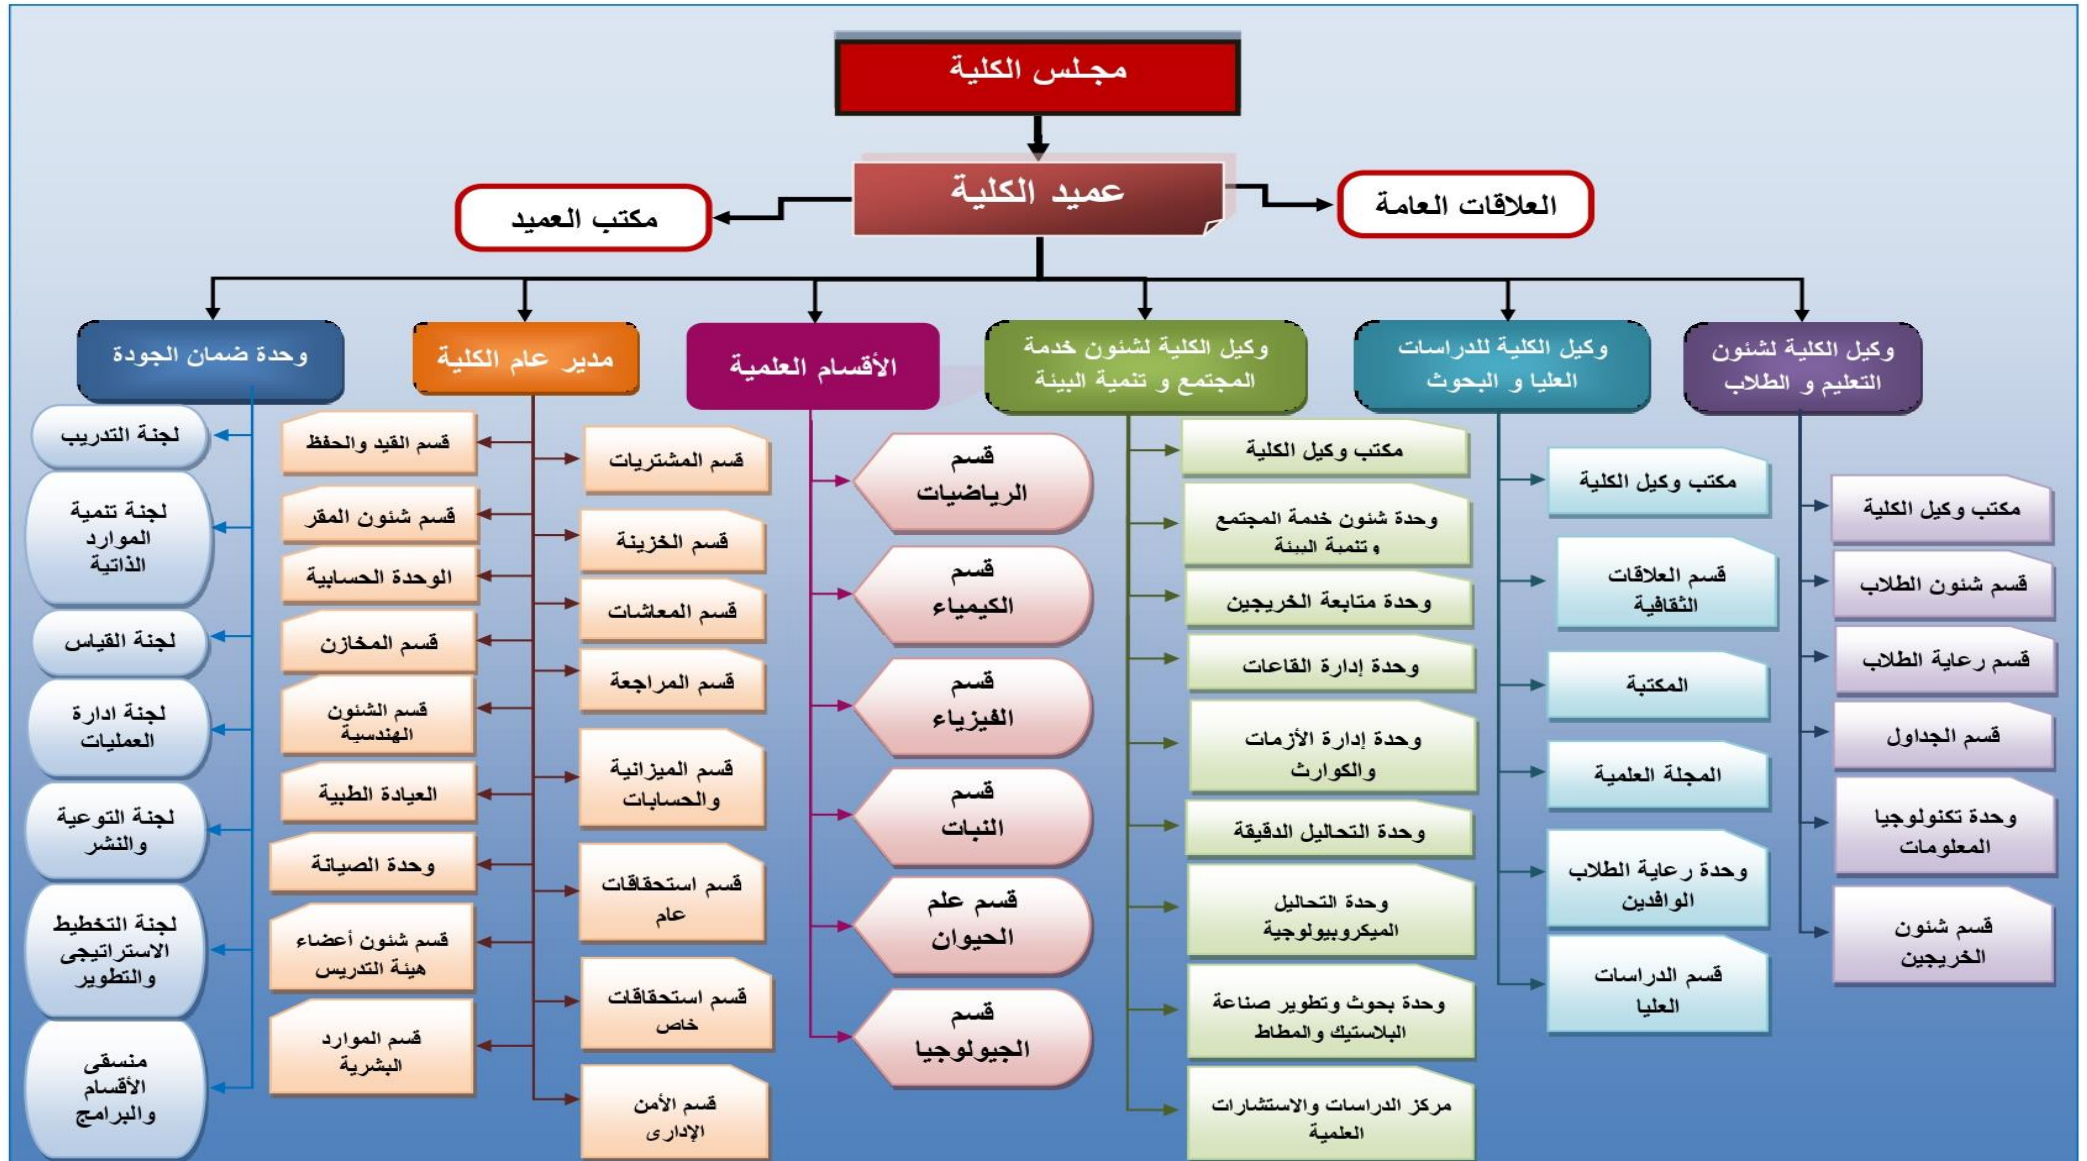 مجلس الكلية
عميد الكلية
العلاقات العامة
مكتب العميد
وكيل الكلية لشئون
التعليم و الطلاب
مكتب وكيل الكلية
قسم شئون الطلاب
قسم رعاية الطلاب
قسم الجداول
وحدة تكنولوجيا
المعلومات
قسم شئون
الخريجين
وكيل الكلية للدراسات
العليا و البحوث
مكتب وكيل الكلية
قسم العلاقات
الثقافية
المكتبة
المجلة العلمية
وحدة رعاية الطلاب
الوافدين
قسم الدراسات
العليا
وكيل الكلية لشئون خدمة
المجتمع و تنمية البيئة
مكتب وكيل الكلية
وحدة شئون خدمة المجتمع
وتنمية البيئة
وحدة متابعة الخريجين
وحدة إدارة القاعات
وحدة إدارة الأزمات
والكوارث
وحدة التحاليل الدقيقة
وحدة التحاليل
الميكروبيولوجية
وحدة بحوث وتطوير صناعة
البلاستيك والمطاط
مركز الدراسات والاستشارات
العلمية
الأقسام العلمية
قسم
الرياضيات
قسم
الكيمياء
قسم
الفيزياء
قسم
النبات
قسم علم
الحيوان
قسم
الجيولوجيا
مدير عام الكلية
قسم المشتريات
قسم الخزينة
قسم المعاشات
قسم المراجعة
قسم الميزانية
والحسابات
قسم استحقاقات
عام
قسم استحقاقات
خاص
قسم الأمن
الإدارى
قسم القيد والحفظ
قسم شئون المقر
الوحدة الحسابية
قسم المخازن
قسم الشئون
الهندسية
العيادة الطبية
وحدة الصيانة
قسم شئون أعضاء
هيئة التدريس
قسم الموارد
البشرية
وحدة ضمان الجودة
لجنة التدريب
لجنة تنمية
الموارد
الذاتية
لجنة القياس
لجنة ادارة
العمليات
لجنة التوعية
والنشر
لجنة التخطيط
الاستراتيجى
والتطوير
منسقى
الأقسام
والبرامج